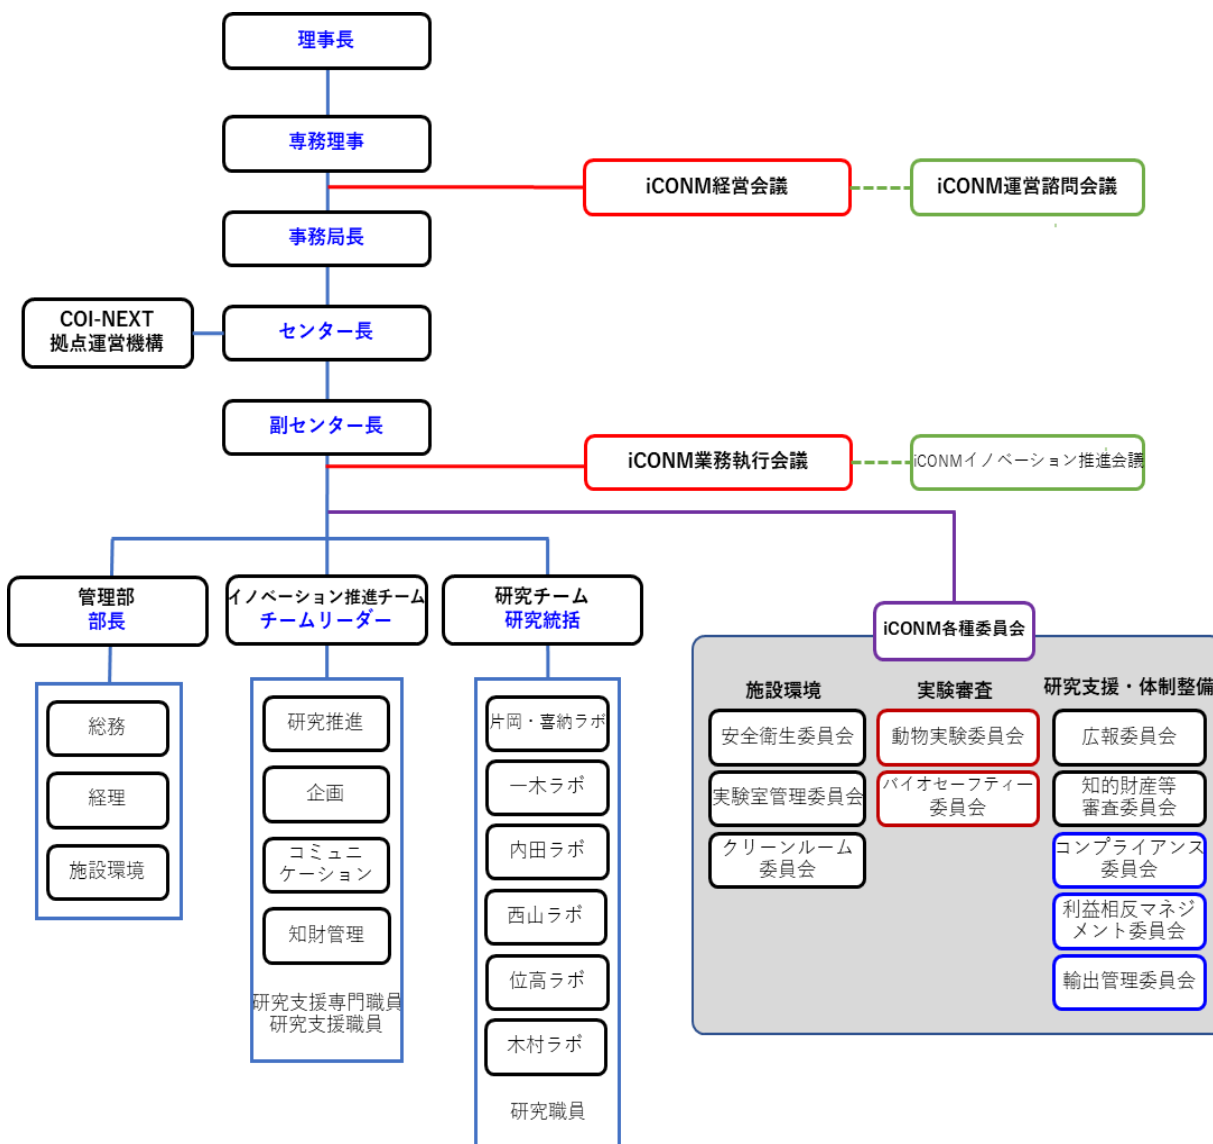 理事長
専務理事
iCONM経営会議
iCONM運営諮問会議
事務局長
COI-NEXT
拠点運営機構
センター長
副センター長
iCONM業務執行会議
iCONMイノベーション推進会議
管理部
部長
イノベーション推進チーム
チームリーダー
研究チーム
研究統括
iCONM各種委員会
総務
経理
施設環境
研究推進
企画
コミュニ
ケーション
知財管理
研究支援専門職員
研究支援職員
片岡・喜納ラボ
一木ラボ
内田ラボ
西山ラボ
位高ラボ
木村ラボ
研究職員
施設環境
安全衛生委員会
実験室管理委員会
クリーンルーム
委員会
実験審査
動物実験委員会
バイオセーフティー
委員会
研究支援・体制整備
広報委員会
知的財産等
審査委員会
コンプライアンス
委員会
利益相反マネジ
メント委員会
輸出管理委員会